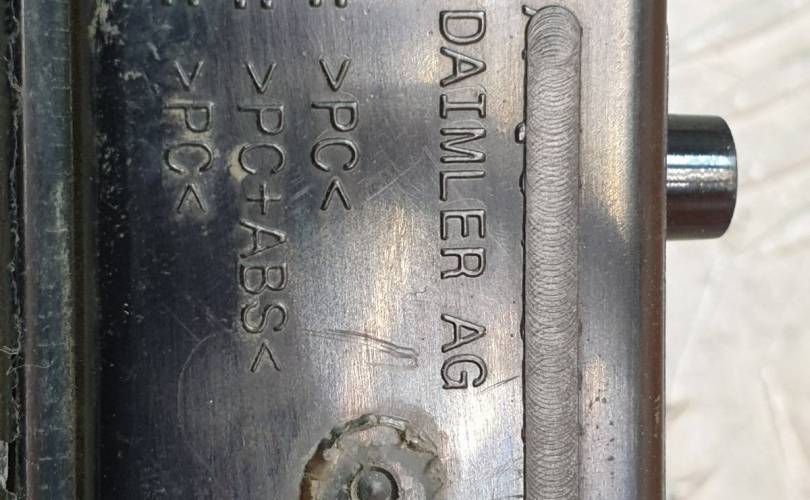 DAIMLER AG
>PC<
>PC+ABS<
>PC<